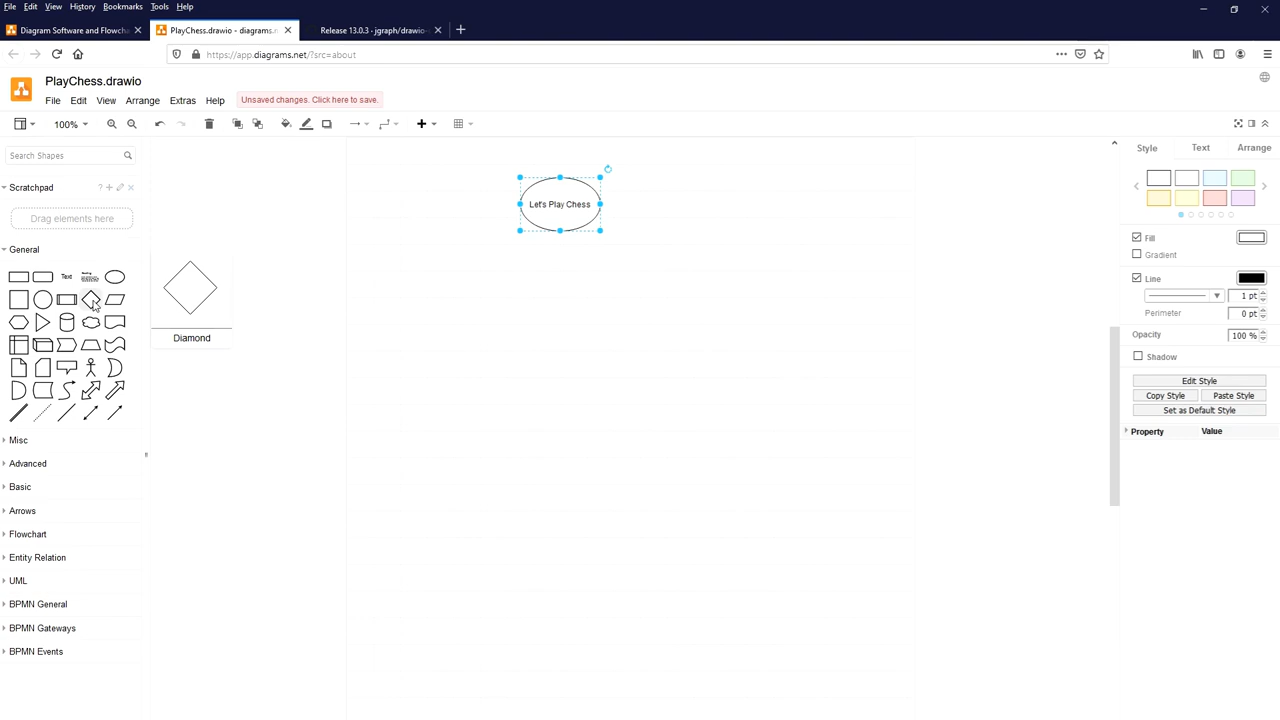 File Edit View History Bookmarks Tools Help
Diagram Software and Flowcha
PlayChess.drawio - diagrams.n
Release 13.0.3 · jgraph/drawio-
https://app.diagrams.net/?src=about
PlayChess.drawio
File Edit View Arrange Extras Help
Unsaved changes. Click here to save.
100%
Search Shapes
Scratchpad
?
Drag elements here
General
Text
Diamond
Misc
Advanced
Basic
Arrows
Flowchart
Entity Relation
UML
BPMN General
BPMN Gateways
BPMN Events
Let's Play Chess
Style Text Arrange
Fill
Gradient
Line
1 pt
Perimeter 0 pt
Opacity 100 %
Shadow
Edit Style
Copy Style Paste Style
Set as Default Style
Property Value